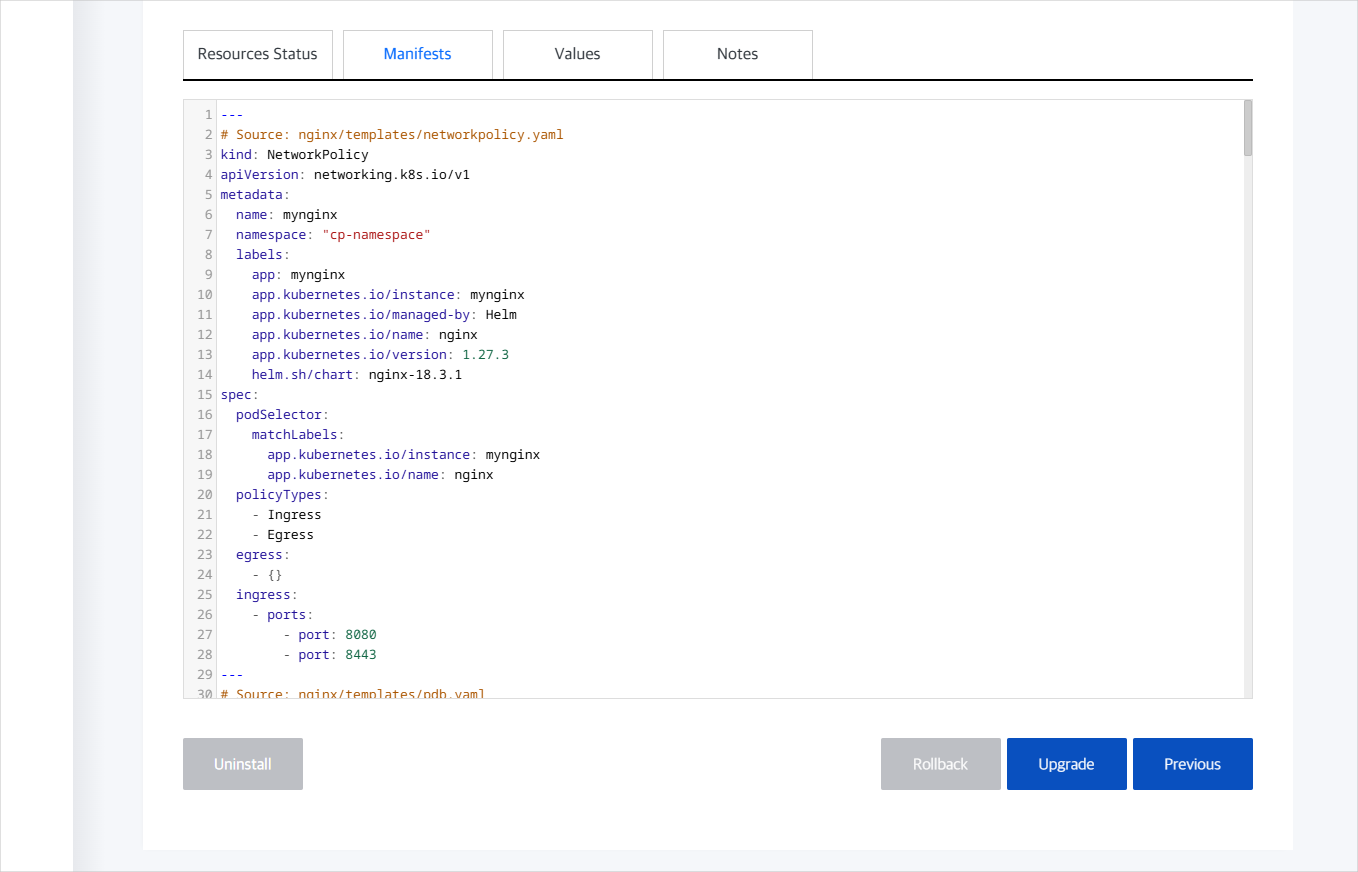 Resources Status Manifests Values Notes
1 ---
2 # Source: nginx/templates/networkpolicy.yaml
3 kind: NetworkPolicy
4 apiVersion: networking.k8s.io/v1
5 metadata:
6   name: mynginx
7   namespace: "cp-namespace"
8   labels:
9     app: mynginx
10     app.kubernetes.io/instance: mynginx
11     app.kubernetes.io/managed-by: Helm
12     app.kubernetes.io/name: nginx
13     app.kubernetes.io/version: 1.27.3
14     helm.sh/chart: nginx-18.3.1
15 spec:
16   podSelector:
17     matchLabels:
18       app.kubernetes.io/instance: mynginx
19       app.kubernetes.io/name: nginx
20   policyTypes:
21     - Ingress
22     - Egress
23   egress:
24     - {}
25   ingress:
26     - ports:
27         - port: 8080
28         - port: 8443
29 ---
30 # Source: nginx/templates/pdb.yaml
Uninstall Rollback Upgrade Previous